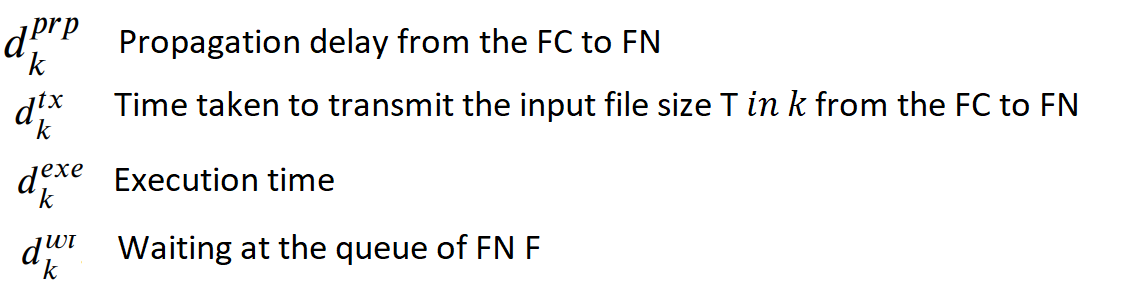 d_k^{prp} Propagation delay from the FC to FN
d_k^{tx} Time taken to transmit the input file size T in k from the FC to FN
d_k^{exe} Execution time
d_k^{wt} Waiting at the queue of FN F